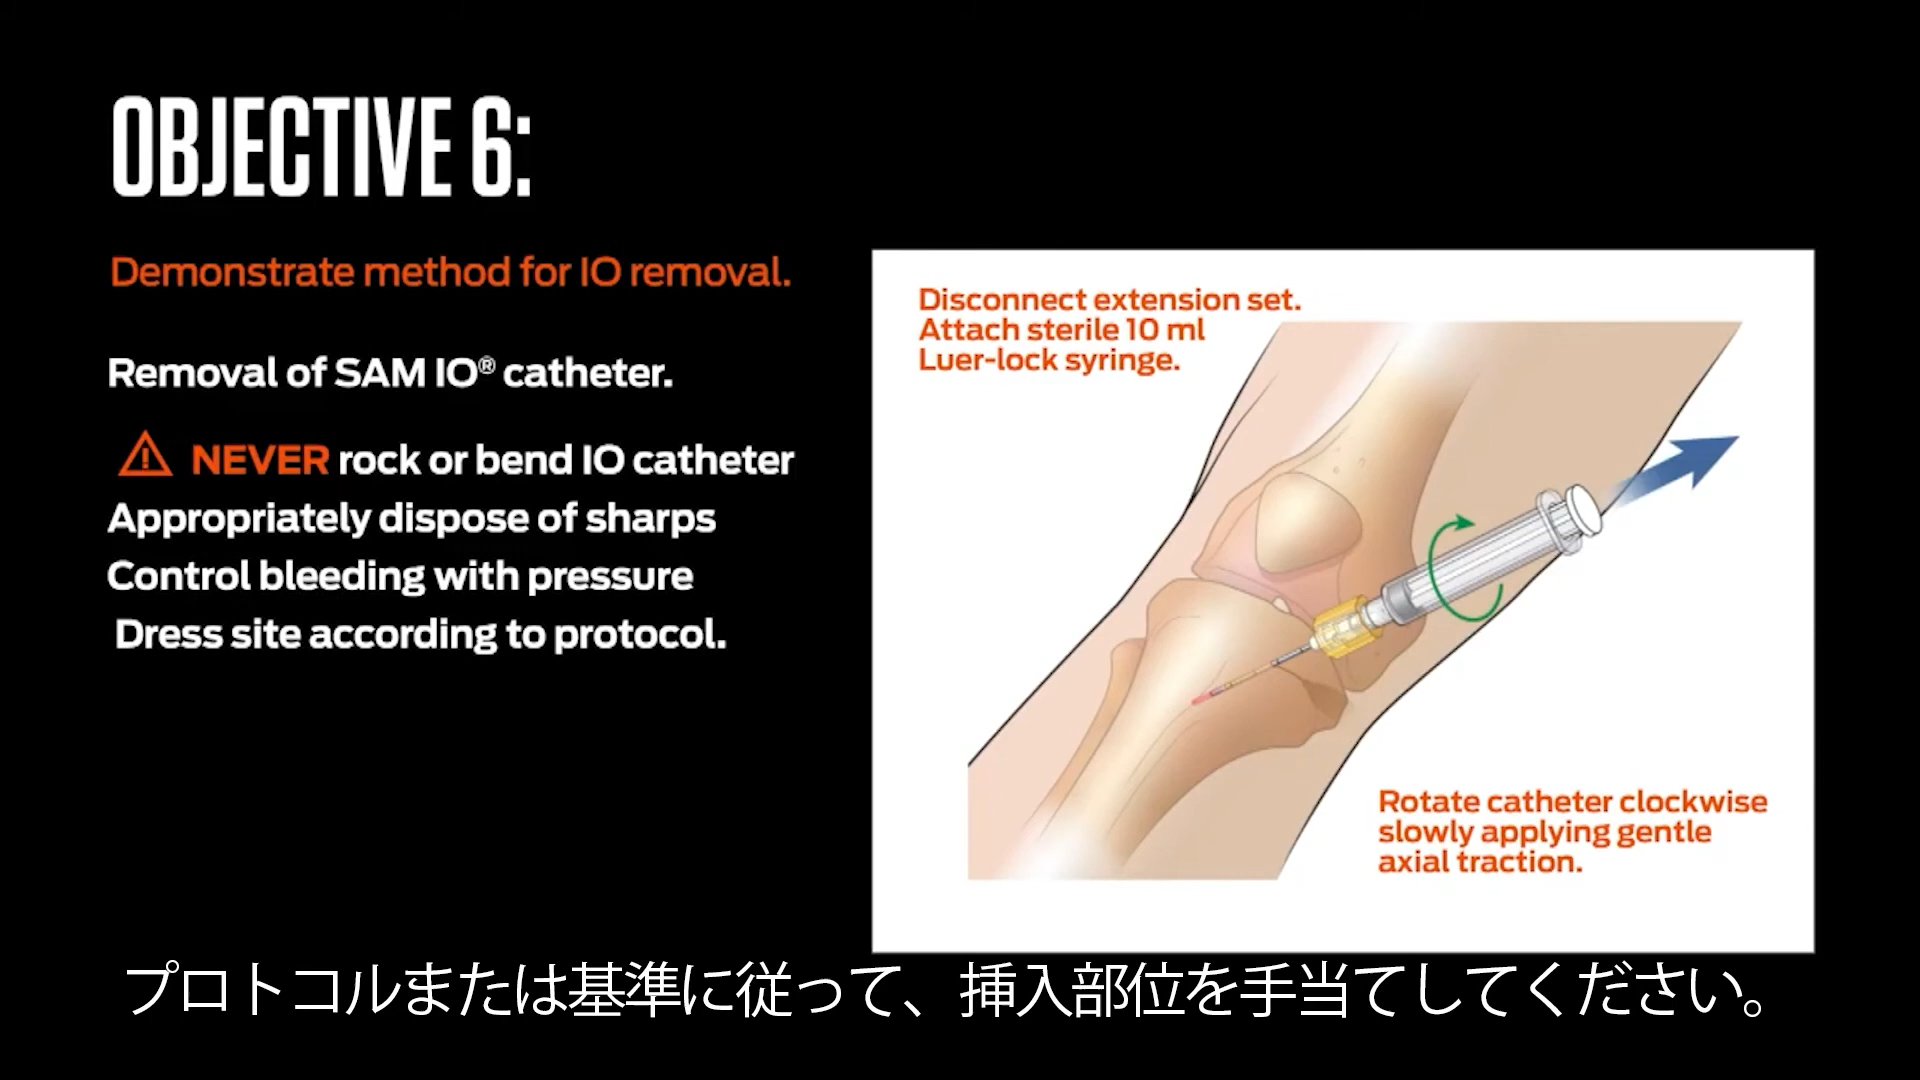 OBJECTIVE 6:
Demonstrate method for IO removal.
Removal of SAM IO® catheter.
NEVER rock or bend IO catheter
Appropriately dispose of sharps
Control bleeding with pressure
Dress site according to protocol.
Disconnect extension set.
Attach sterile 10 ml
Luer-lock syringe.
Rotate catheter clockwise
slowly applying gentle
axial traction.
プロトコルまたは基準に従って、挿入部位を手当てしてください。